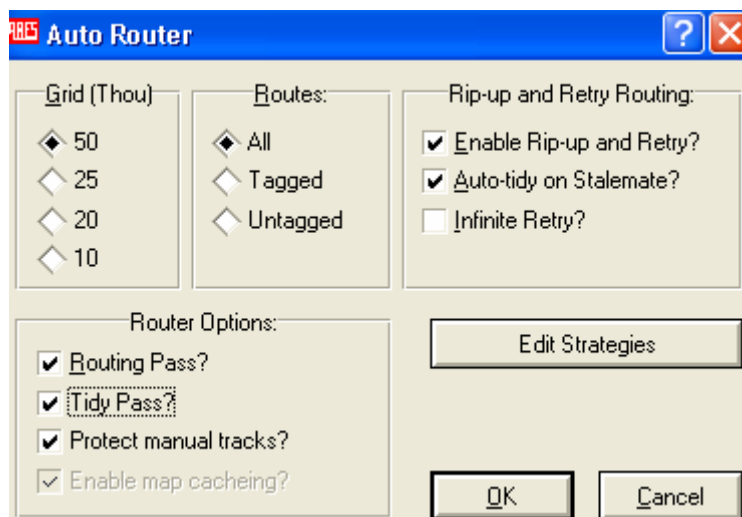 ARES Auto Router
Grid (Thou)
50
25
20
10
Routes:
All
Tagged
Untagged
Rip-up and Retry Routing:
Enable Rip-up and Retry?
Auto-tidy on Stalemate?
Infinite Retry?
Router Options:
Routing Pass?
Tidy Pass?
Protect manual tracks?
Enable map cacheing?
Edit Strategies
OK
Cancel